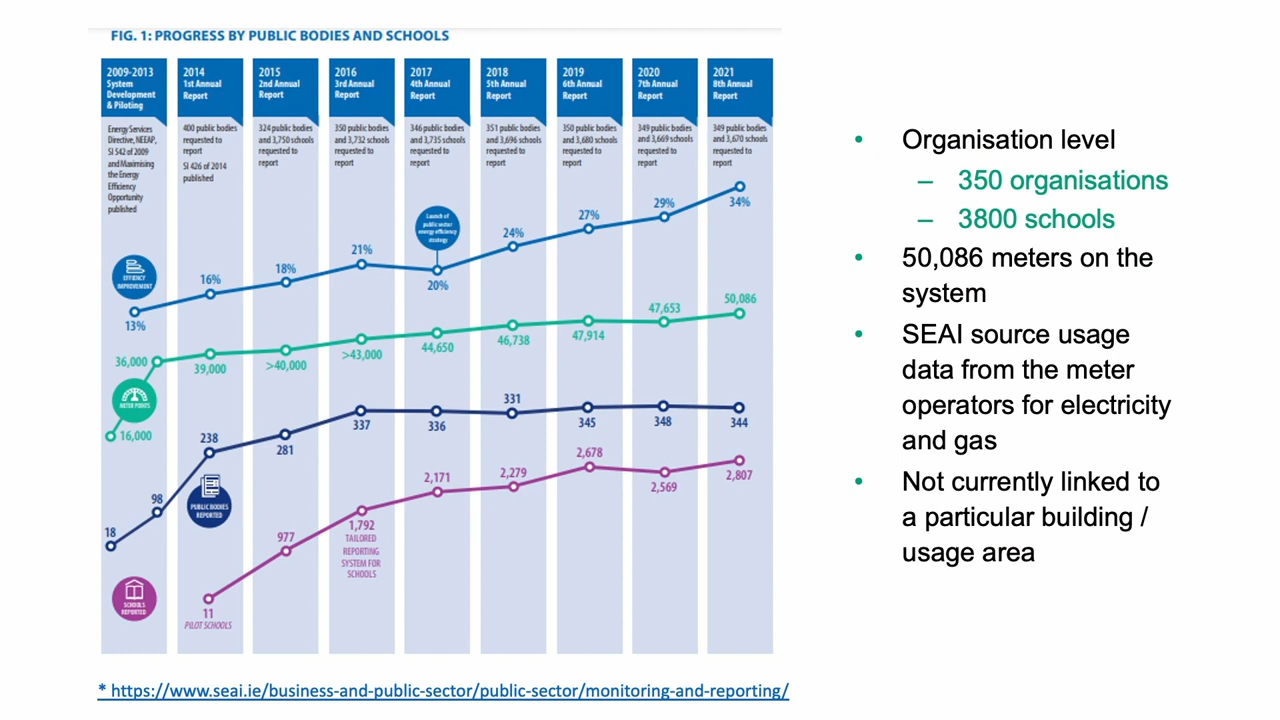 FIG. 1: PROGRESS BY PUBLIC BODIES AND SCHOOLS
2009-2013
System
Development
& Piloting
Energy Services
Directive, NEEAP,
SI 542 of 2009
and Maximising
the Energy
Efficiency
Opportunity
published
2014
1st Annual
Report
400 public bodies
requested to
report
SI 426 of 2014
published
2015
2nd Annual
Report
324 public bodies
and 3,750 schools
requested to
report
2016
3rd Annual
Report
350 public bodies
and 3,732 schools
requested to
report
2017
4th Annual
Report
346 public bodies
and 3,735 schools
requested to
report
2018
5th Annual
Report
351 public bodies
and 3,696 schools
requested to
report
2019
6th Annual
Report
350 public bodies
and 3,680 schools
requested to
report
2020
7th Annual
Report
349 public bodies
and 3,669 schools
requested to
report
2021
8th Annual
Report
349 public bodies
and 3,670 schools
requested to
report
EFFICIENCY
IMPROVEMENT
13%
16%
18%
21%
Launch of
public sector
energy efficiency
strategy
20%
24%
27%
29%
34%
METER POINTS
16,000
36,000
39,000
>40,000
>43,000
44,650
46,738
47,914
47,653
50,086
PUBLIC BODIES
REPORTED
18
98
238
281
337
336
331
345
348
344
SCHOOLS
REPORTED
11
PILOT SCHOOLS
977
1,792
TAILORED
REPORTING
SYSTEM FOR
SCHOOLS
2,171
2,279
2,678
2,569
2,807
* https://www.seai.ie/business-and-public-sector/public-sector/monitoring-and-reporting/
• Organisation level
– 350 organisations
– 3800 schools
• 50,086 meters on the
system
• SEAI source usage
data from the meter
operators for electricity
and gas
• Not currently linked to
a particular building /
usage area